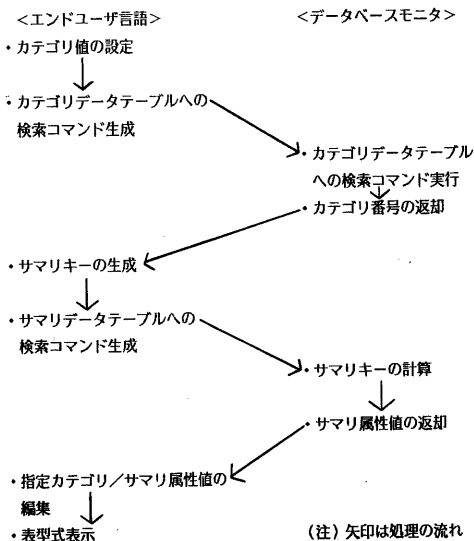 <エンドユーザ言語>
<データベースモニタ>
・カテゴリ値の設定
・カテゴリデータテーブルへの
検索コマンド生成
・カテゴリデータテーブル
への検索コマンド実行
・カテゴリ番号の返却
・サマリキーの生成
・サマリデータテーブルへの
検索コマンド生成
・サマリキーの計算
・サマリ属性値の返却
・指定カテゴリ／サマリ属性値の
編集
・表型式表示
（注）矢印は処理の流れ